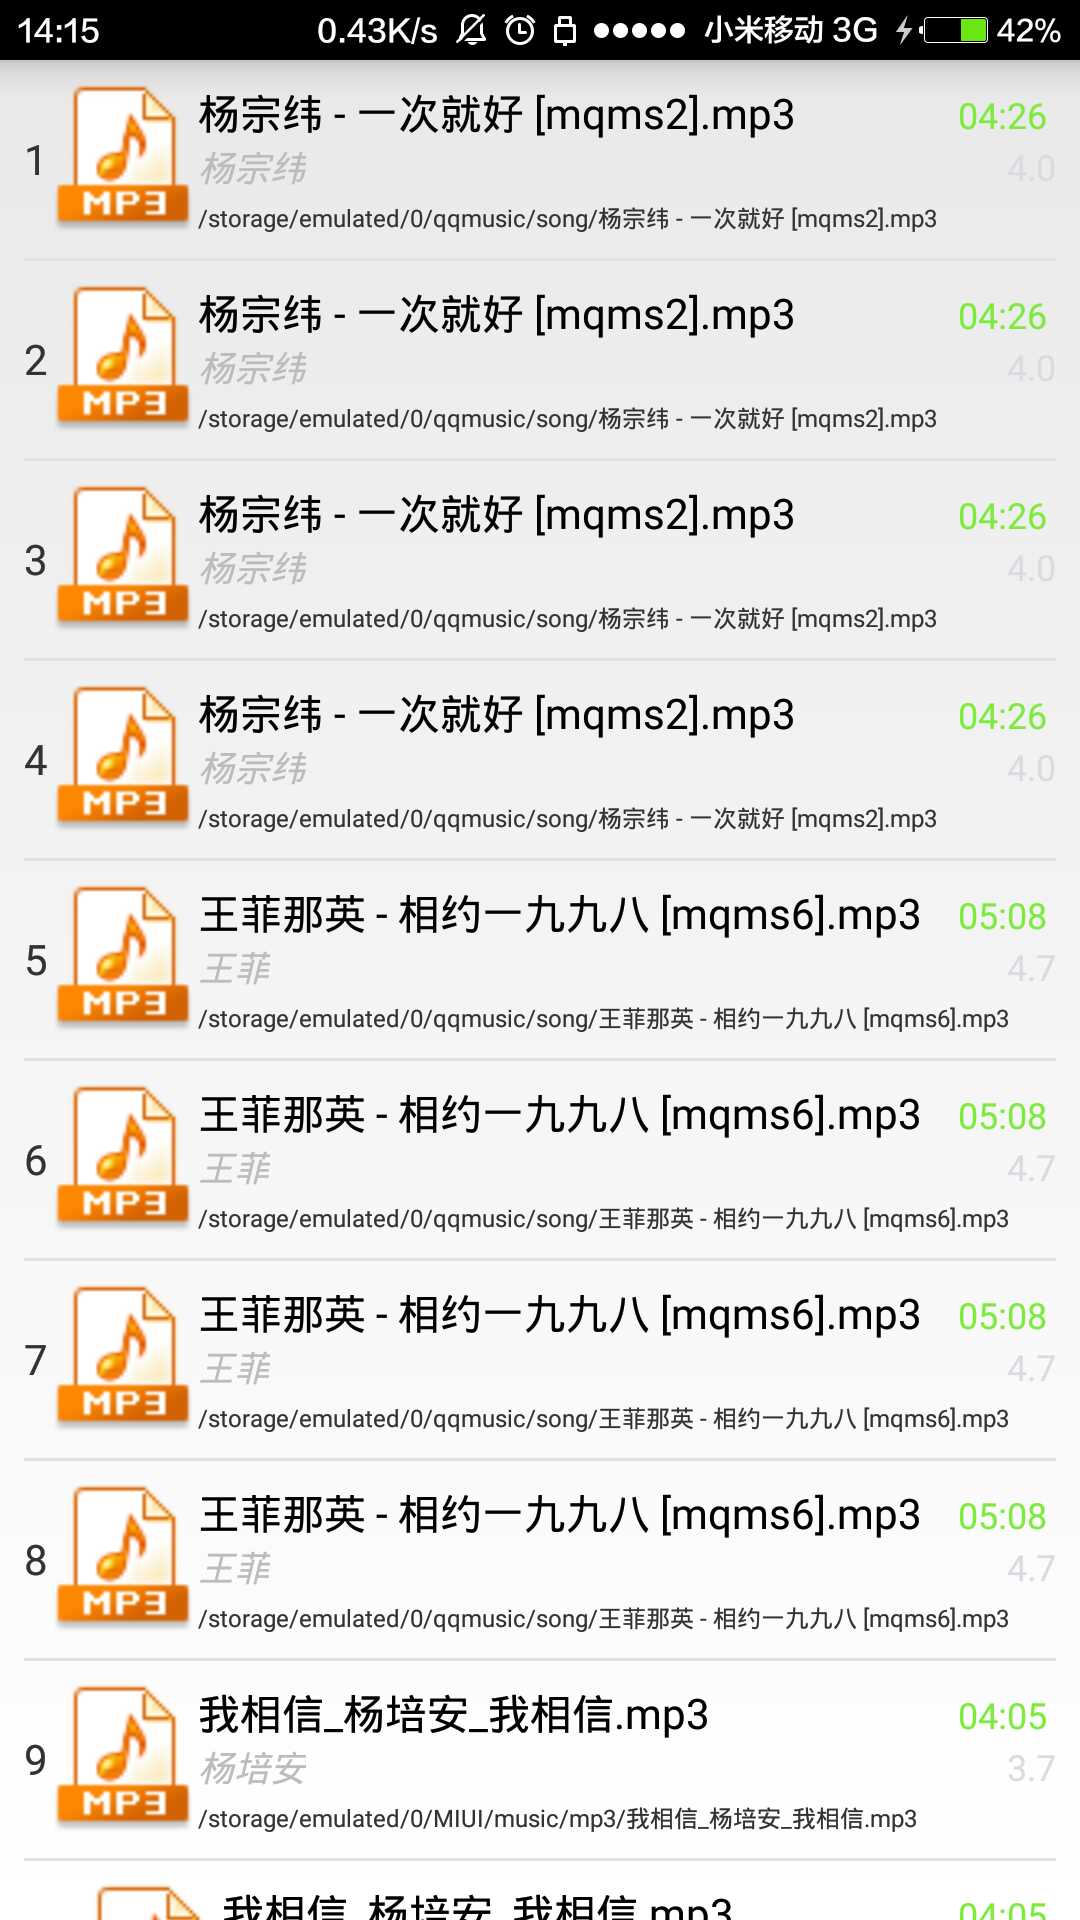 14:15 0.43K/s 小米移动 3G 42%
1 杨宗纬 - 一次就好 [mqms2].mp3 04:26
MP3 杨宗纬 4.0
/storage/emulated/0/qqmusic/song/杨宗纬 - 一次就好 [mqms2].mp3
2 杨宗纬 - 一次就好 [mqms2].mp3 04:26
MP3 杨宗纬 4.0
/storage/emulated/0/qqmusic/song/杨宗纬 - 一次就好 [mqms2].mp3
3 杨宗纬 - 一次就好 [mqms2].mp3 04:26
MP3 杨宗纬 4.0
/storage/emulated/0/qqmusic/song/杨宗纬 - 一次就好 [mqms2].mp3
4 杨宗纬 - 一次就好 [mqms2].mp3 04:26
MP3 杨宗纬 4.0
/storage/emulated/0/qqmusic/song/杨宗纬 - 一次就好 [mqms2].mp3
5 王菲那英 - 相约一九九八 [mqms6].mp3 05:08
MP3 王菲 4.7
/storage/emulated/0/qqmusic/song/王菲那英 - 相约一九九八 [mqms6].mp3
6 王菲那英 - 相约一九九八 [mqms6].mp3 05:08
MP3 王菲 4.7
/storage/emulated/0/qqmusic/song/王菲那英 - 相约一九九八 [mqms6].mp3
7 王菲那英 - 相约一九九八 [mqms6].mp3 05:08
MP3 王菲 4.7
/storage/emulated/0/qqmusic/song/王菲那英 - 相约一九九八 [mqms6].mp3
8 王菲那英 - 相约一九九八 [mqms6].mp3 05:08
MP3 王菲 4.7
/storage/emulated/0/qqmusic/song/王菲那英 - 相约一九九八 [mqms6].mp3
9 我相信_杨培安_我相信.mp3 04:05
MP3 杨培安 3.7
/storage/emulated/0/MIUI/music/mp3/我相信_杨培安_我相信.mp3
我相信_杨培安_我相信.mp3 04:05